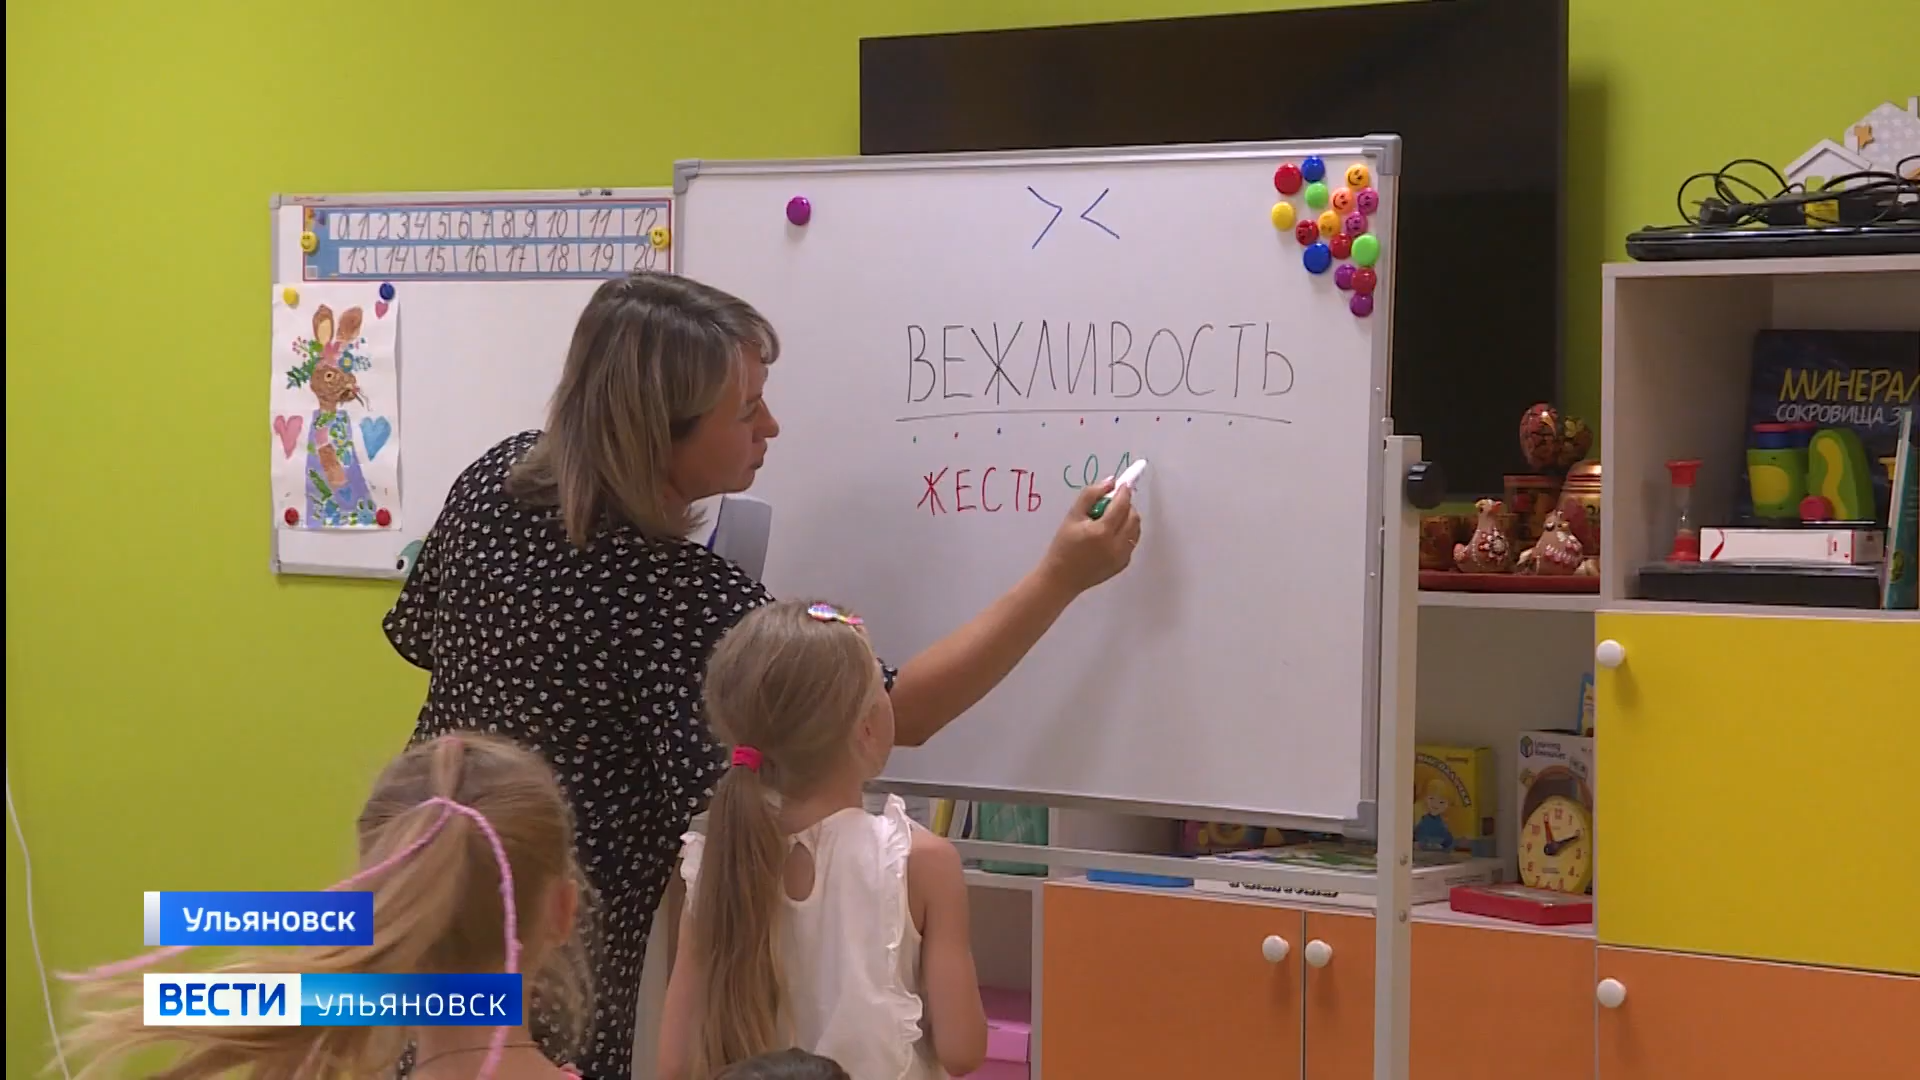 0 1 2 3 4 5 6 7 8 9 10 11 12
13 14 15 16 17 18 19 20
ВЕЖЛИВОСТЬ
ЖЕСТЬ
МИНЕРАЛ
СОКРОВИЩА З
Ульяновск
ВЕСТИ УЛЬЯНОВСК